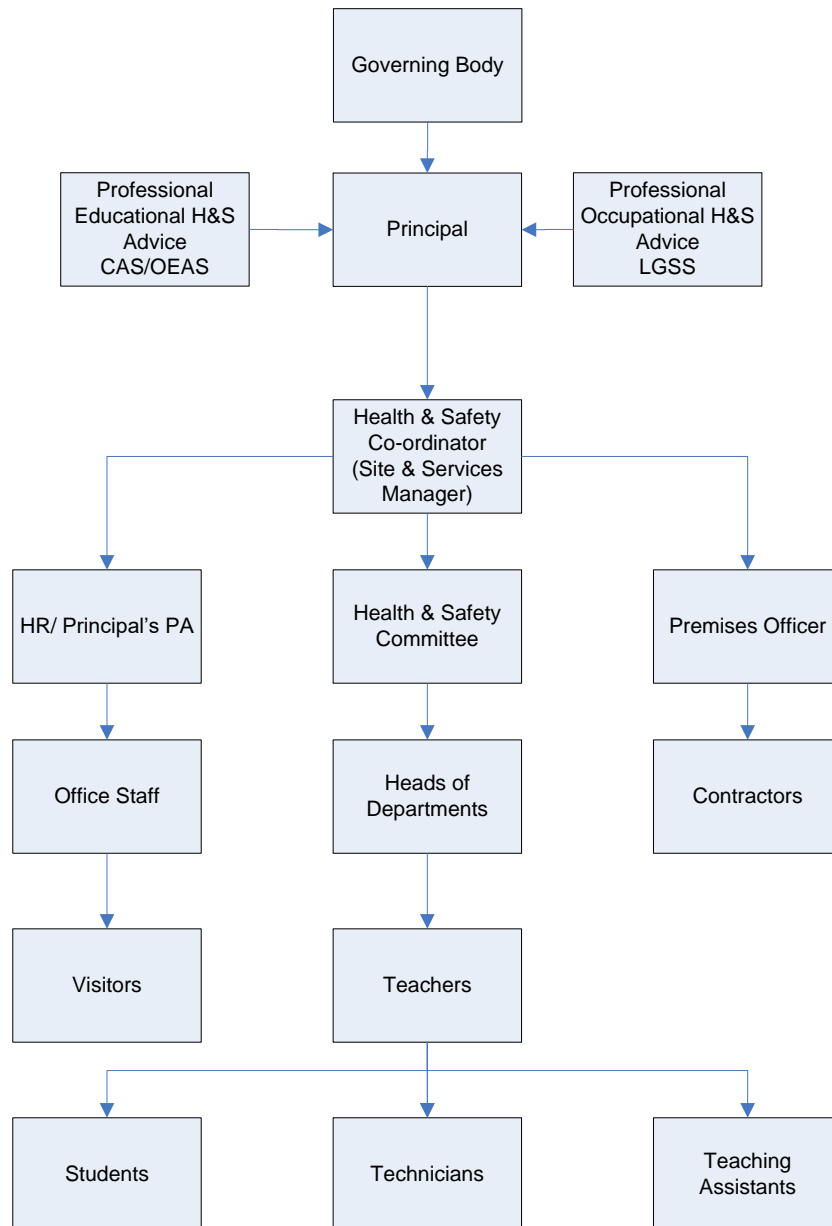 Governing Body
Professional
Educational H&S
Advice
CAS/OEAS
Principal
Professional
Occupational H&S
Advice
LGSS
Health & Safety
Co-ordinator
(Site & Services
Manager)
HR/ Principal’s PA
Health & Safety
Committee
Premises Officer
Office Staff
Heads of
Departments
Contractors
Visitors
Teachers
Students
Technicians
Teaching
Assistants